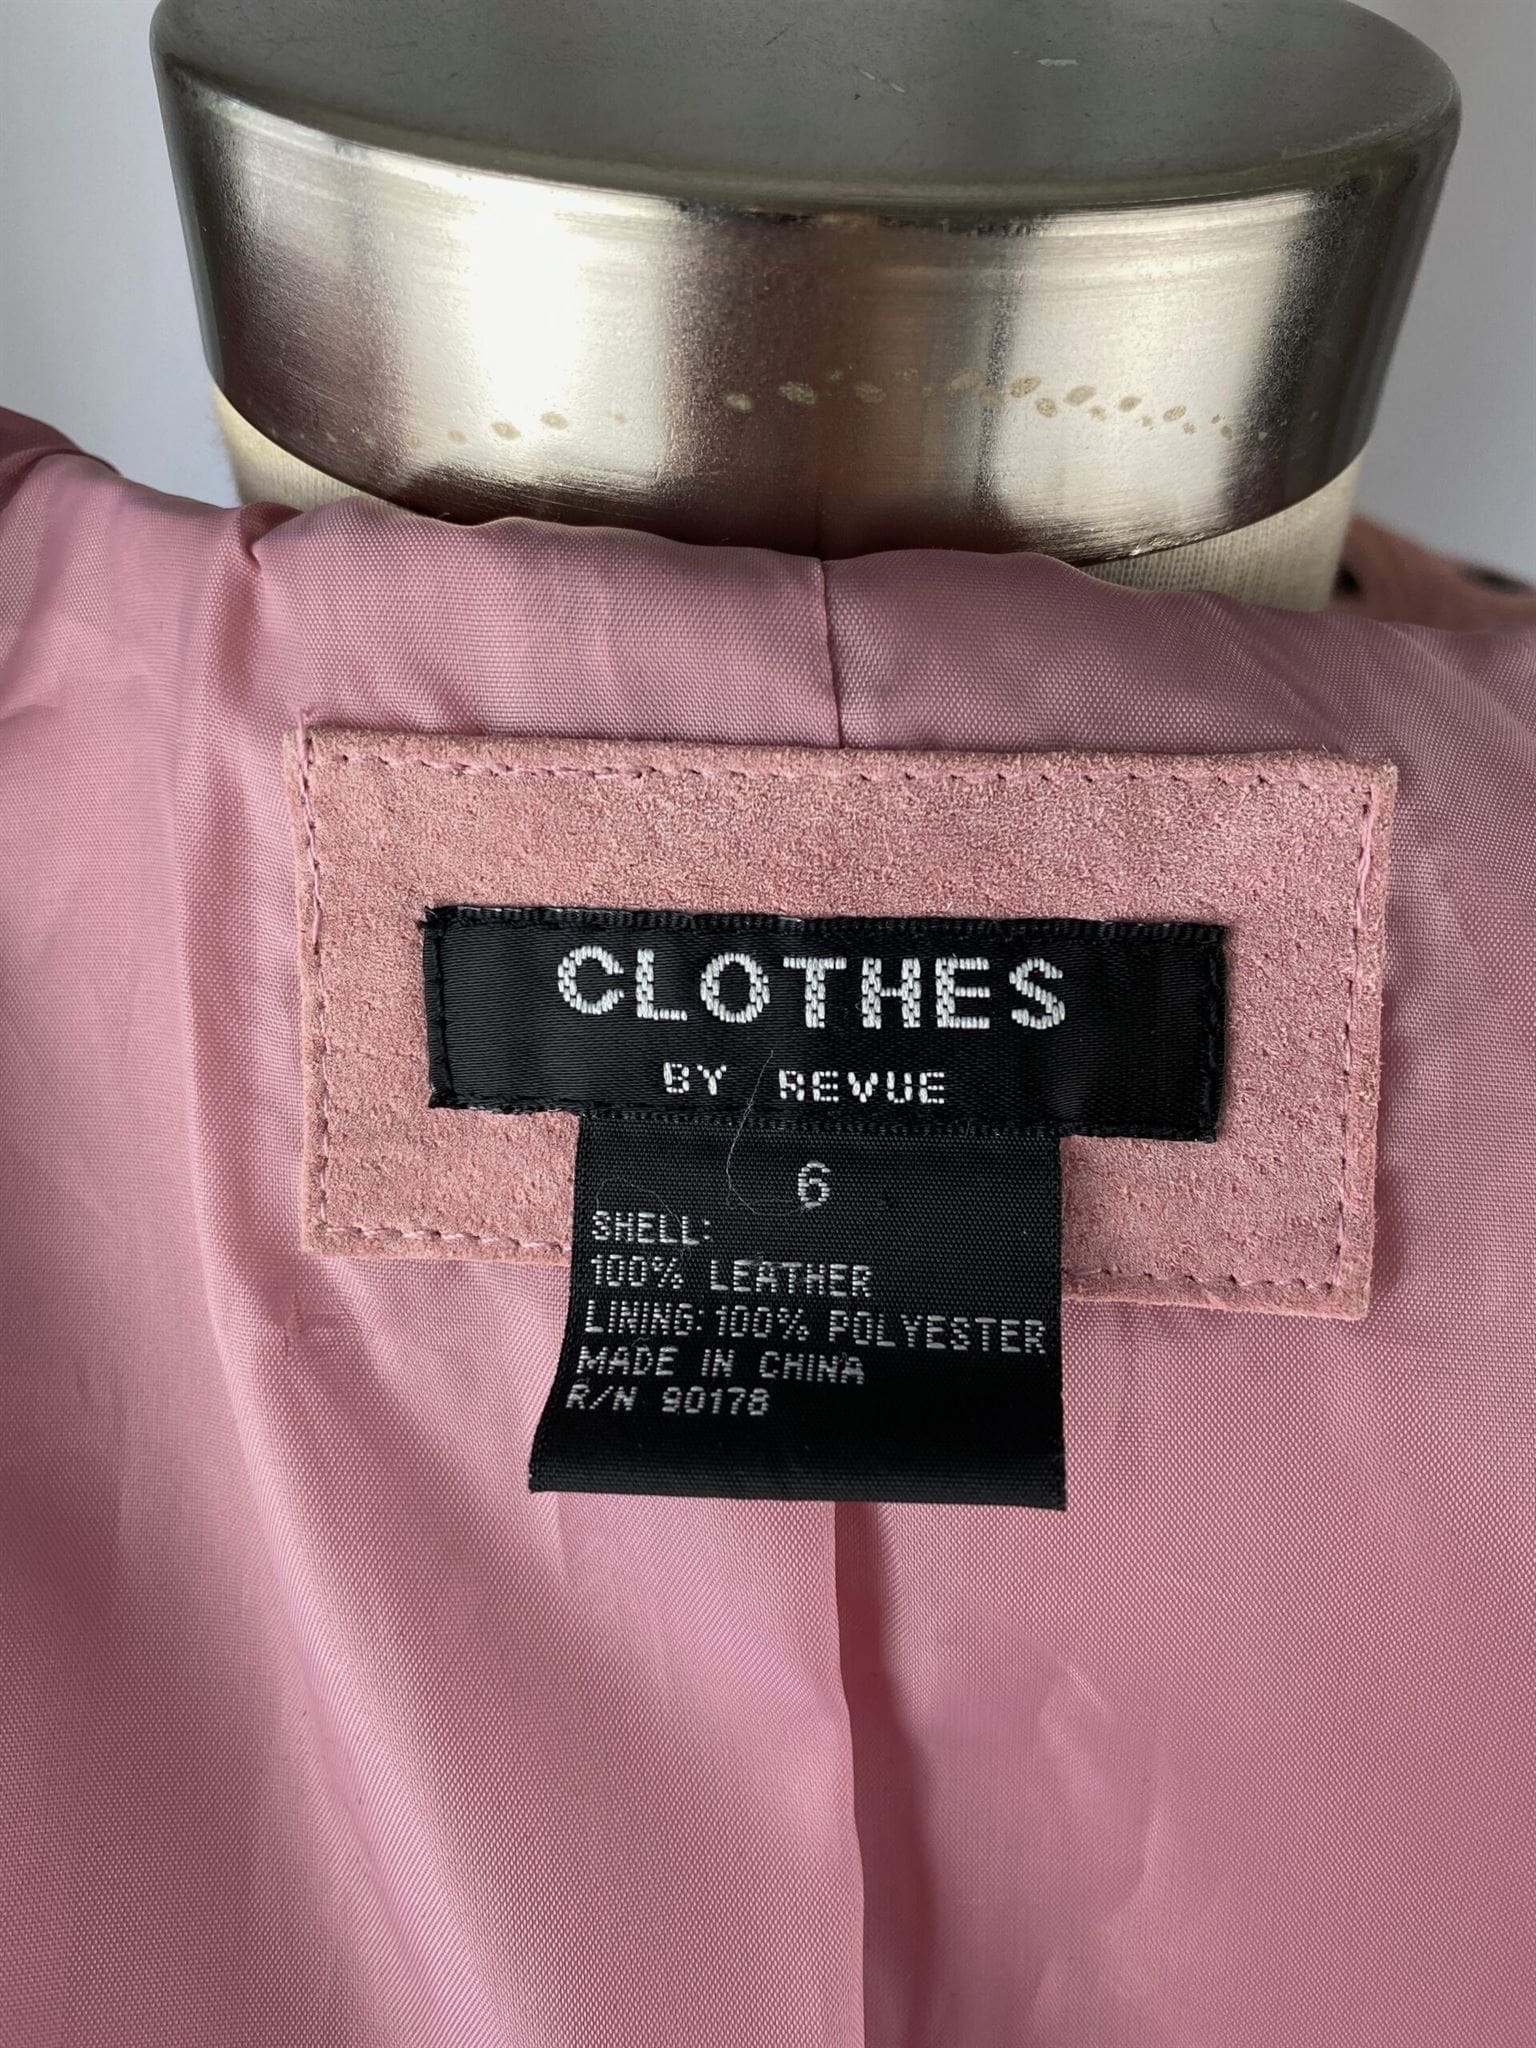 CLOTHES
BY REVUE
6
SHELL:
100% LEATHER
LINING: 100% POLYESTER
MADE IN CHINA
R/N 90178